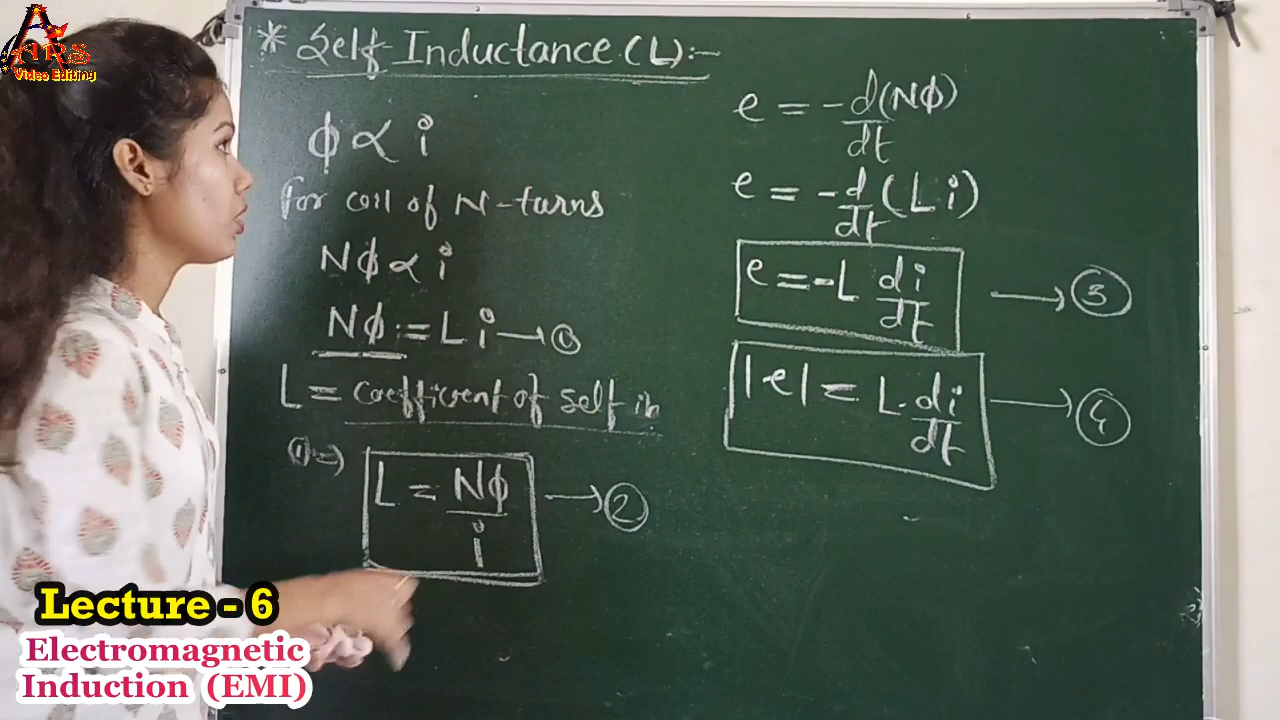 ARS
Video Editing
* Self Inductance (L):-
ϕ ∝ i
For coil of N-turns
Nϕ ∝ i
Nϕ = Li → ①
L = coefficient of self in
① ⇒)
L = Nϕ/i → ②
e = -d(Nϕ)/dt
e = -d/dt (Li)
e = -L di/dt → ③
|e| = L. di/dt → ④
Lecture - 6
Electromagnetic
Induction (EMI)